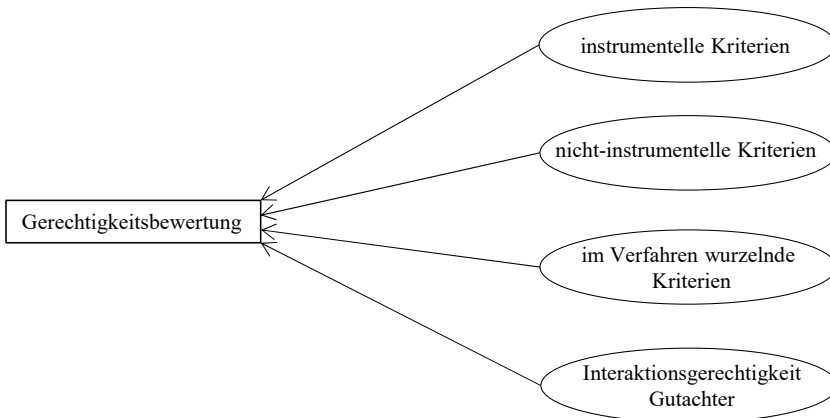 instrumentelle Kriterien
nicht-instrumentelle Kriterien
Gerechtigkeitsbewertung
im Verfahren wurzelnde
Kriterien
Interaktionsgerechtigkeit
Gutachter